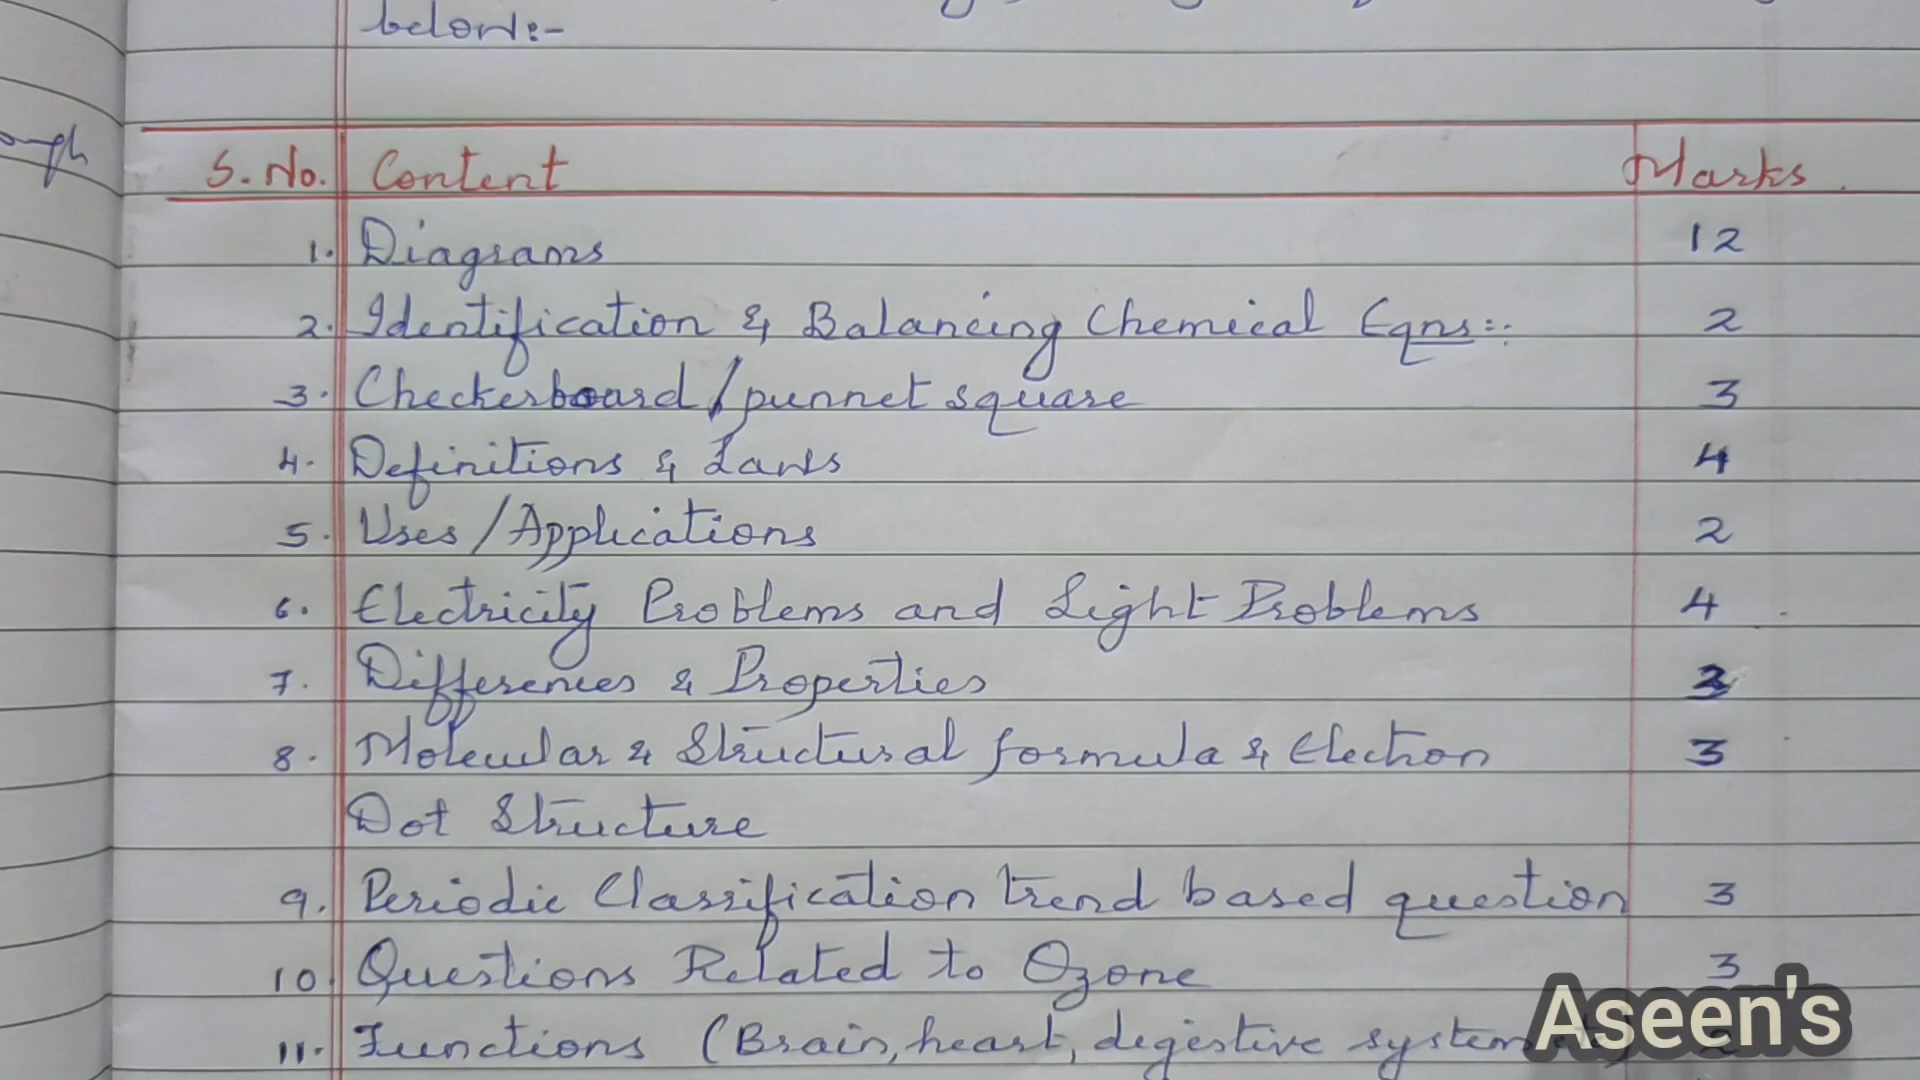 below:-
ough
S.No. Content Marks
1. Diagrams 12
2. Identification & Balancing Chemical Eqns:. 2
3. Checkerboard/punnet square 3
4. Definitions & Laws 4
5. Uses/Applications 2
6. Electricity Problems and Light Problems 4
7. Differences & Properties
8. Molecular & Structural formula & Electron 3
Dot Structure
9. Periodic Classification trend based question 3
10. Questions Related to Ozone 3
11. Functions (Brain, heart, digestive system
Aseen's